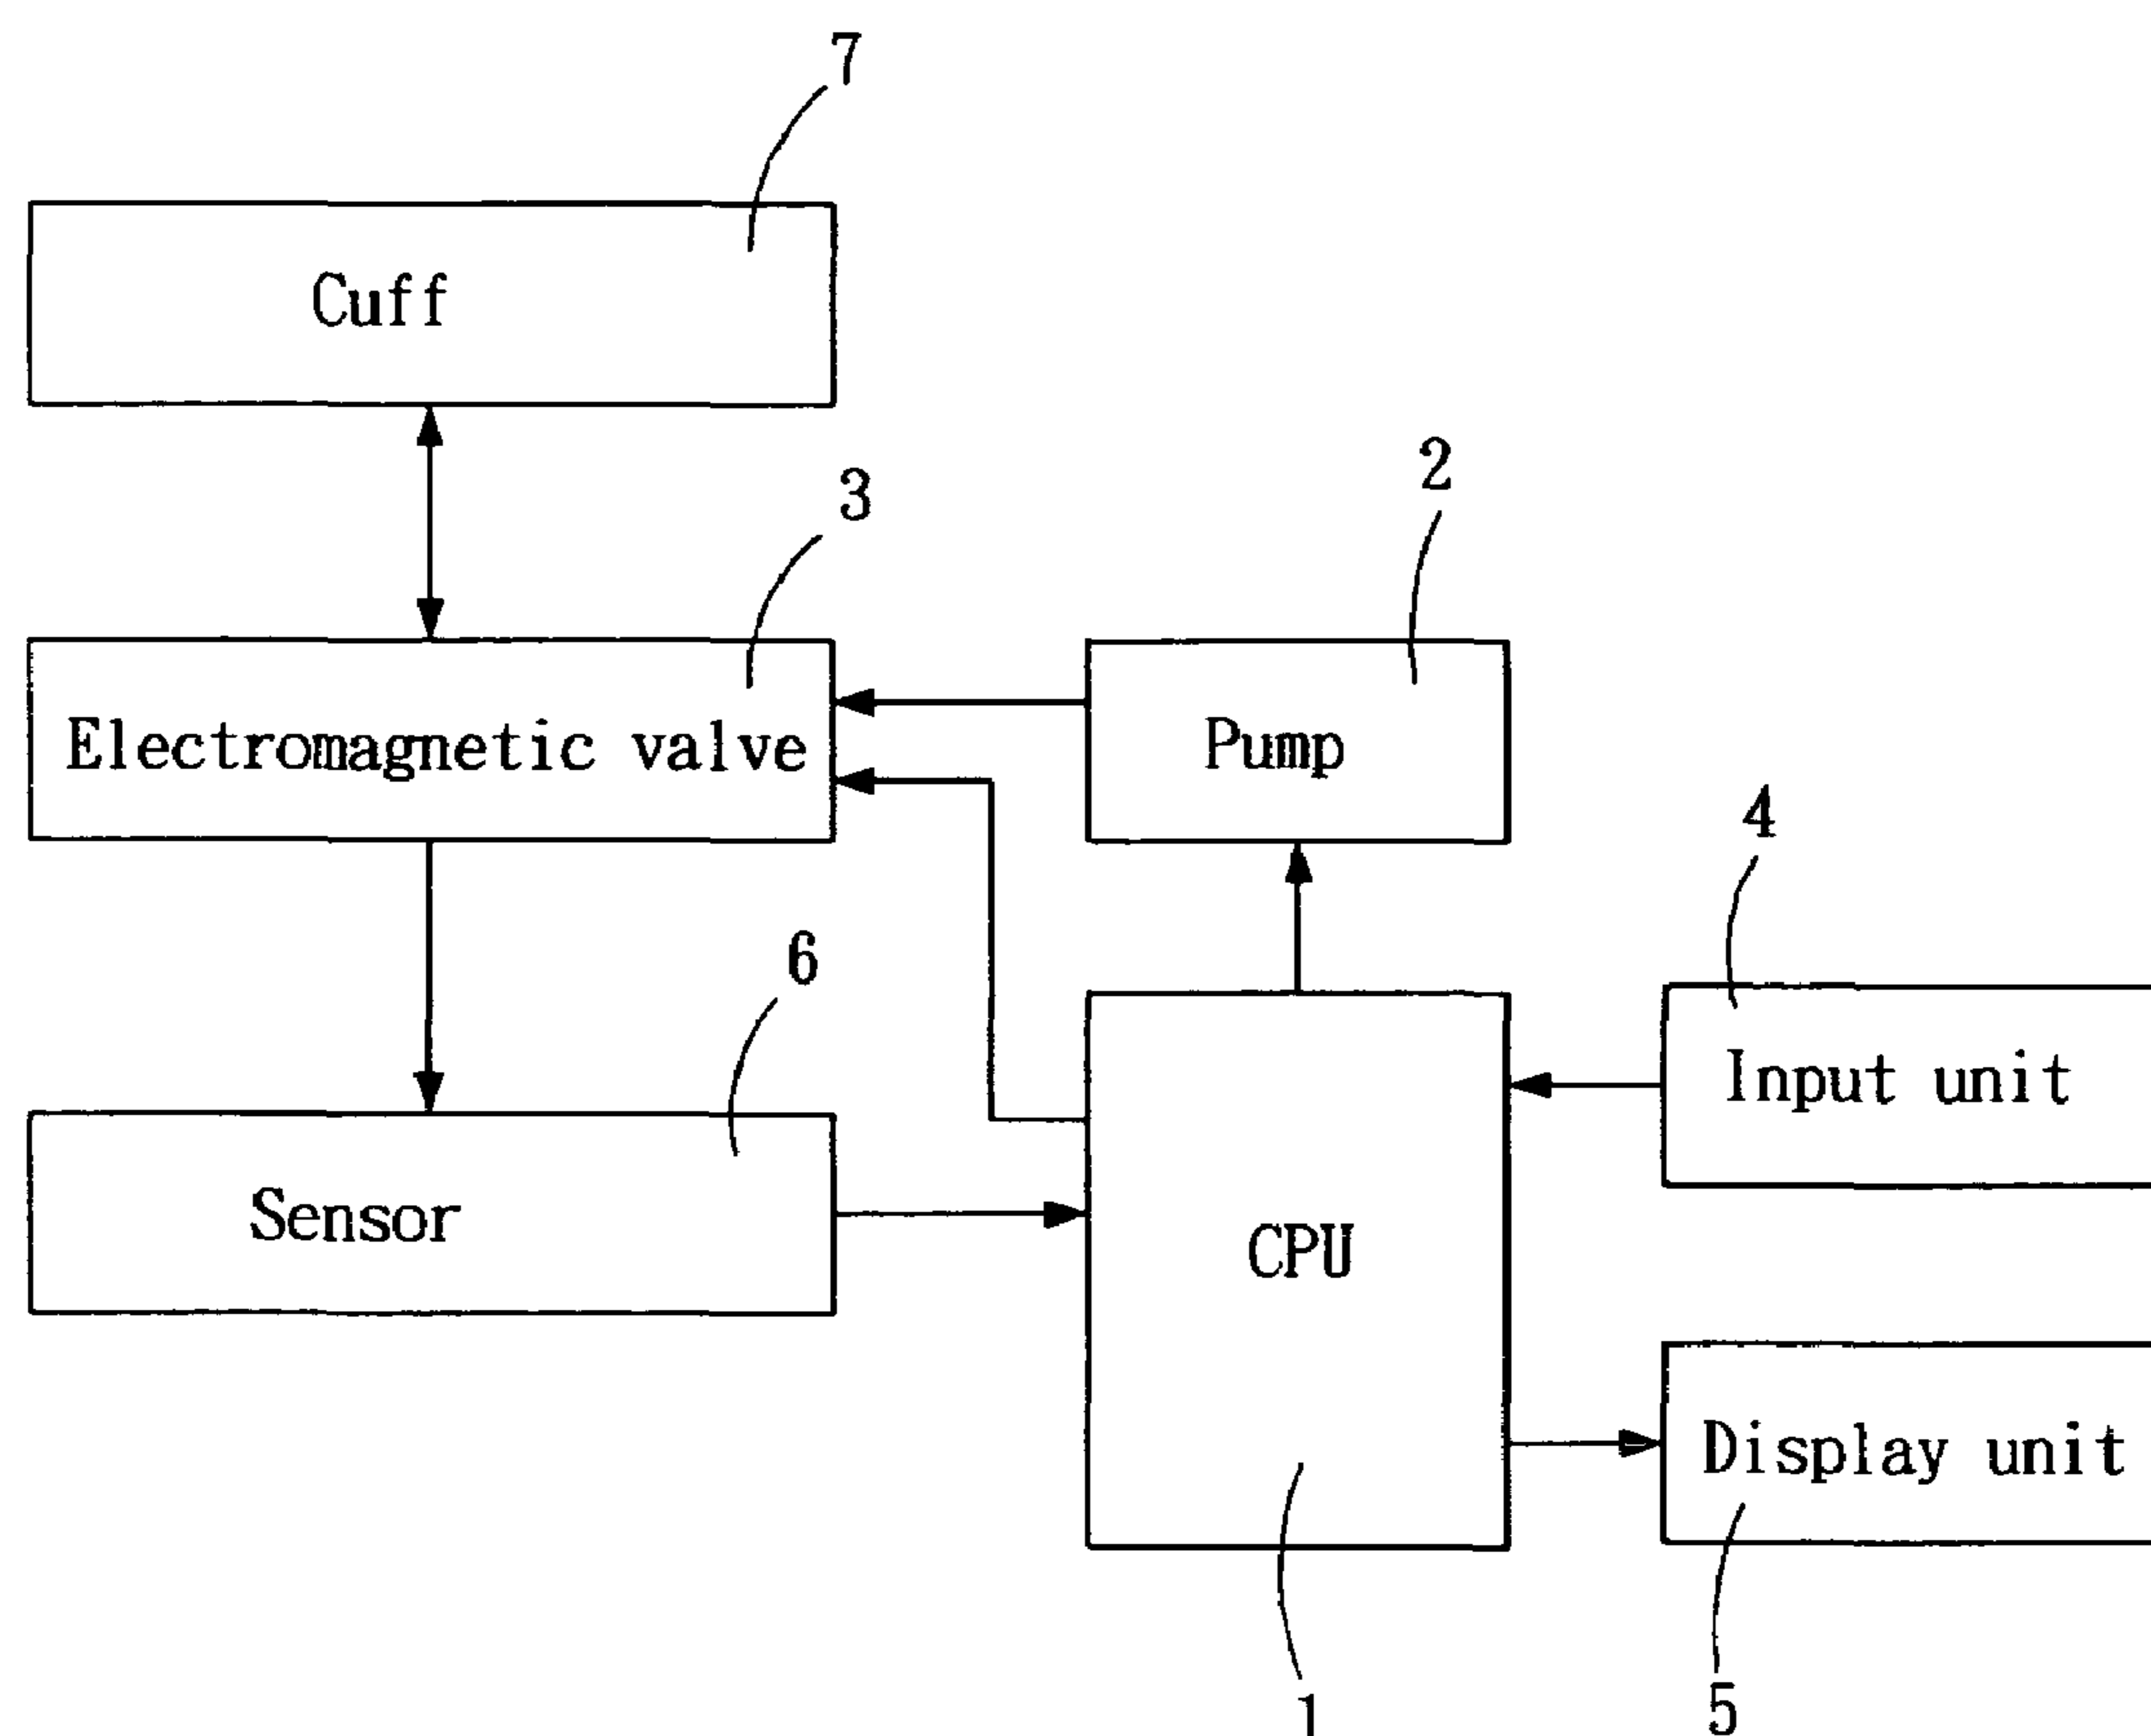 7
Cuff
3
2
Electromagnetic valve
Pump
4
6
Input unit
Sensor
CPU
Display unit
1
5